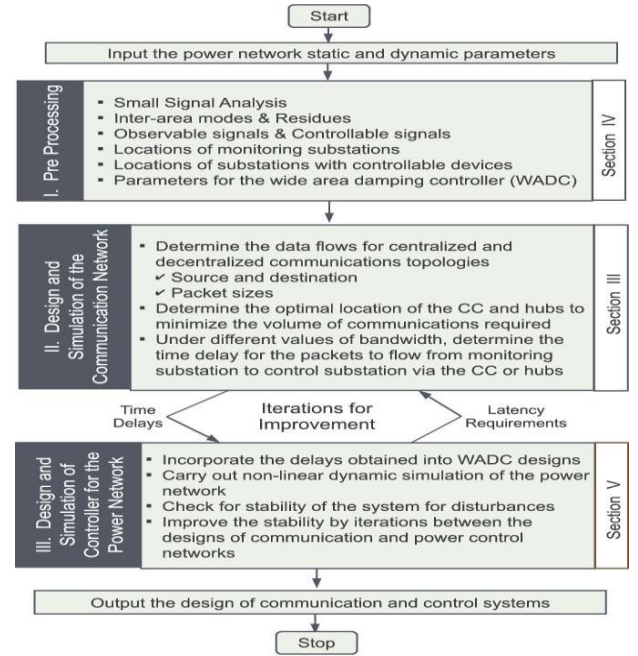 Start
Input the power network static and dynamic parameters
I. Pre Processing
▪ Small Signal Analysis
▪ Inter-area modes & Residues
▪ Observable signals & Controllable signals
▪ Locations of monitoring substations
▪ Locations of substations with controllable devices
▪ Parameters for the wide area damping controller (WADC)
Section IV
II. Design and
Simulation of the
Communication Network
▪ Determine the data flows for centralized and
decentralized communications topologies
✔ Source and destination
✔ Packet sizes
▪ Determine the optimal location of the CC and hubs to
minimize the volume of communications required
▪ Under different values of bandwidth, determine the
time delay for the packets to flow from monitoring
substation to control substation via the CC or hubs
Section III
Time
Delays
Iterations for
Improvement
Latency
Requirements
III. Design and
Simulation of
Controller for the
Power Network
▪ Incorporate the delays obtained into WADC designs
▪ Carry out non-linear dynamic simulation of the power
network
▪ Check for stability of the system for disturbances
▪ Improve the stability by iterations between the
designs of communication and power control
networks
Section V
Output the design of communication and control systems
Stop